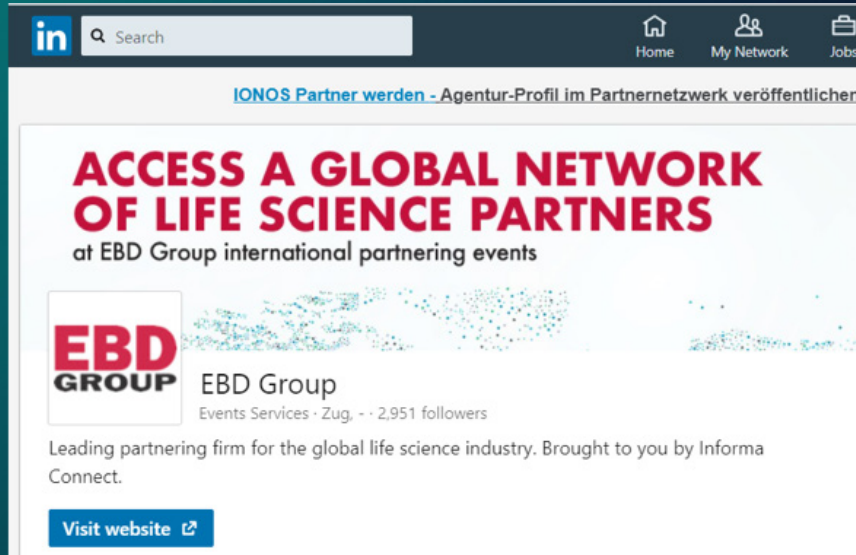 in
Search
Home
My Network
Jobs
IONOS Partner werden - Agentur-Profil im Partnernetzwerk veröffentlichen
ACCESS A GLOBAL NETWORK
OF LIFE SCIENCE PARTNERS
at EBD Group international partnering events
EBD
GROUP
EBD Group
Events Services · Zug, - · 2,951 followers
Leading partnering firm for the global life science industry. Brought to you by Informa
Connect.
Visit website